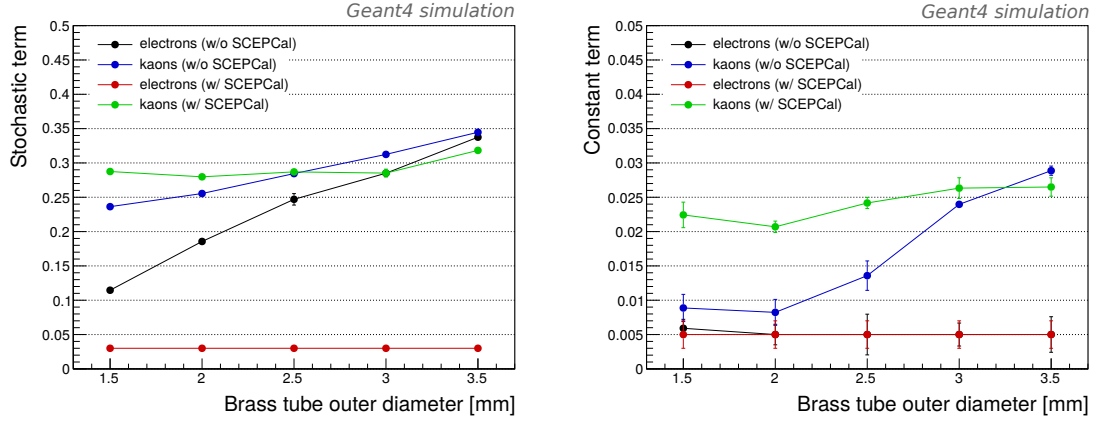 Geant4 simulation
Stochastic term
0.5
0.45
0.4
0.35
0.3
0.25
0.2
0.15
0.1
0.05
0
electrons (w/o SCEPCal)
kaons (w/o SCEPCal)
electrons (w/ SCEPCal)
kaons (w/ SCEPCal)
1.5 2 2.5 3 3.5
Brass tube outer diameter [mm]
Geant4 simulation
Constant term
0.05
0.045
0.04
0.035
0.03
0.025
0.02
0.015
0.01
0.005
0
electrons (w/o SCEPCal)
kaons (w/o SCEPCal)
electrons (w/ SCEPCal)
kaons (w/ SCEPCal)
1.5 2 2.5 3 3.5
Brass tube outer diameter [mm]